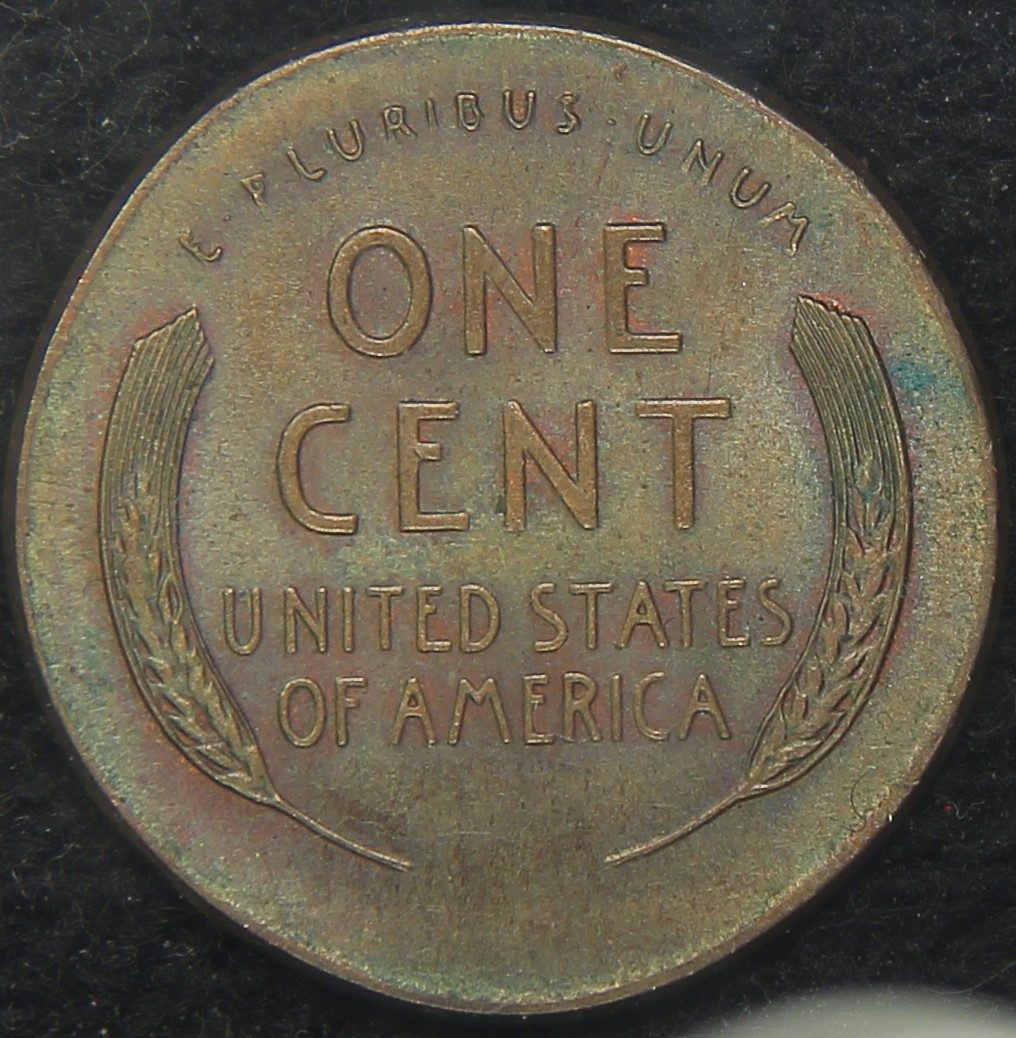 E · PLURIBUS · UNUM
ONE
CENT
UNITED STATES
OF AMERICA